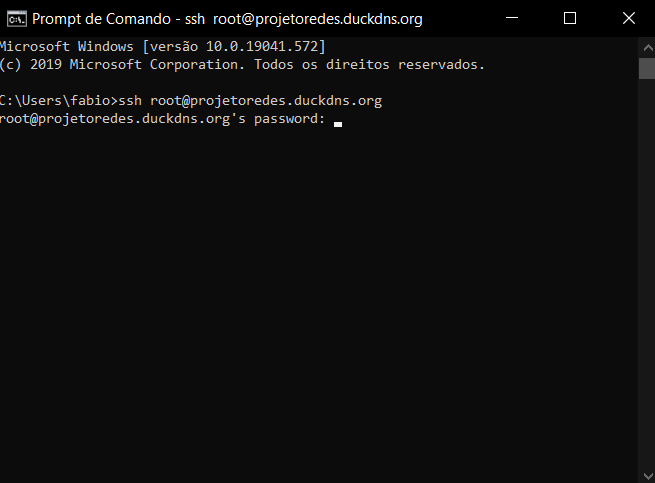 Prompt de Comando - ssh  root@projetoredes.duckdns.org
Microsoft Windows [versão 10.0.19041.572]
(c) 2019 Microsoft Corporation. Todos os direitos reservados.
C:\Users\fabio>ssh root@projetoredes.duckdns.org
root@projetoredes.duckdns.org's password: